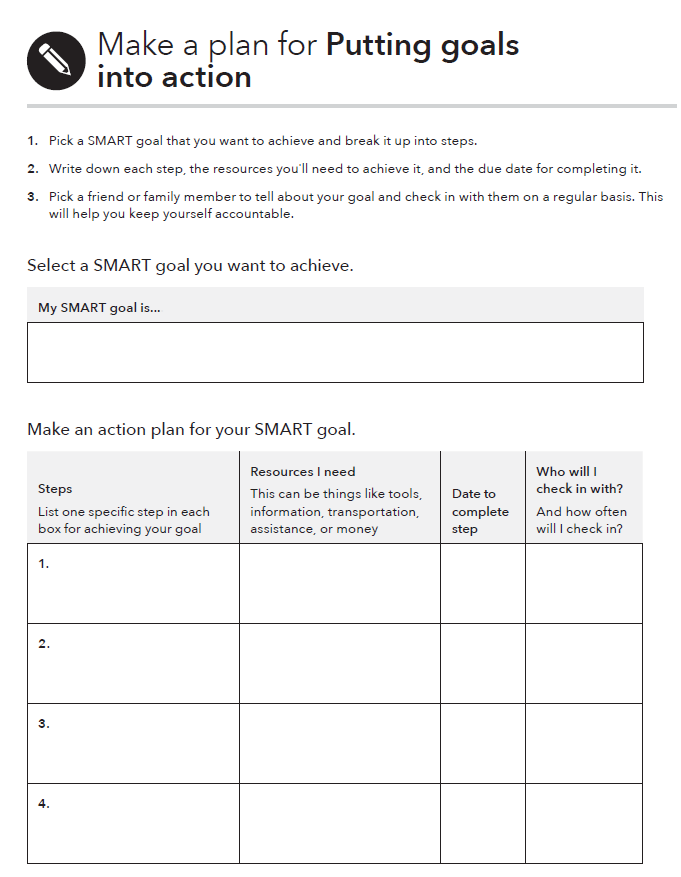 Make a plan for Putting goals
into action
1. Pick a SMART goal that you want to achieve and break it up into steps.
2. Write down each step, the resources you'll need to achieve it, and the due date for completing it.
3. Pick a friend or family member to tell about your goal and check in with them on a regular basis. This
will help you keep yourself accountable.
Select a SMART goal you want to achieve.
My SMART goal is...
Make an action plan for your SMART goal.
Steps
List one specific step in each
box for achieving your goal
Resources I need
This can be things like tools,
information, transportation,
assistance, or money
Date to
complete
step
Who will I
check in with?
And how often
will I check in?
1.
2.
3.
4.